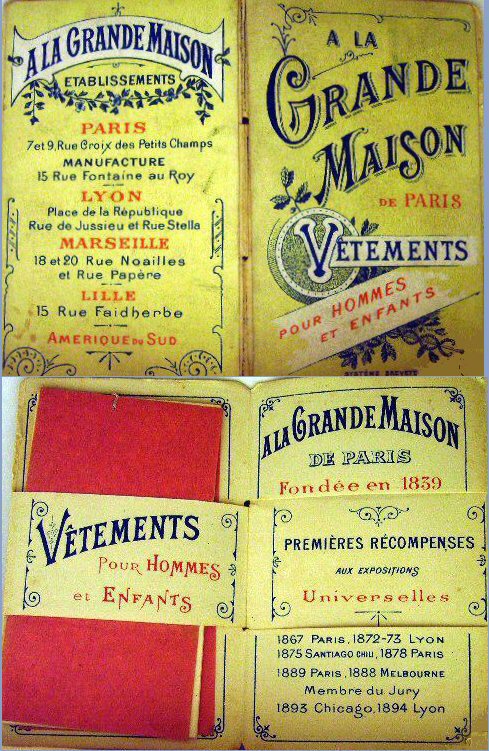 A LA GRANDE MAISON
ETABLISSEMENTS
PARIS
7 et 9, Rue Croix des Petits Champs
MANUFACTURE
15 Rue Fontaine au Roy
LYON
Place de la République
Rue de Jussieu et Rue Stella
MARSEILLE
18 et 20 Rue Noailles
et Rue Papère
LILLE
15 Rue Faidherbe
AMERIQUE DU SUD
A LA
GRANDE
MAISON
DE PARIS
VÊTEMENTS
POUR HOMMES
ET ENFANTS
SYSTÈME BREVETÉ
A LA GRANDE MAISON
DE PARIS
Fondée en 1839
VÊTEMENTS
POUR HOMMES
et ENFANTS
PREMIÈRES RÉCOMPENSES
AUX EXPOSITIONS
Universelles
1867 PARIS, 1872-73 LYON
1875 SANTIAGO CHILI, 1878 PARIS
1889 PARIS, 1888 MELBOURNE
Membre du Jury
1893 Chicago, 1894 Lyon